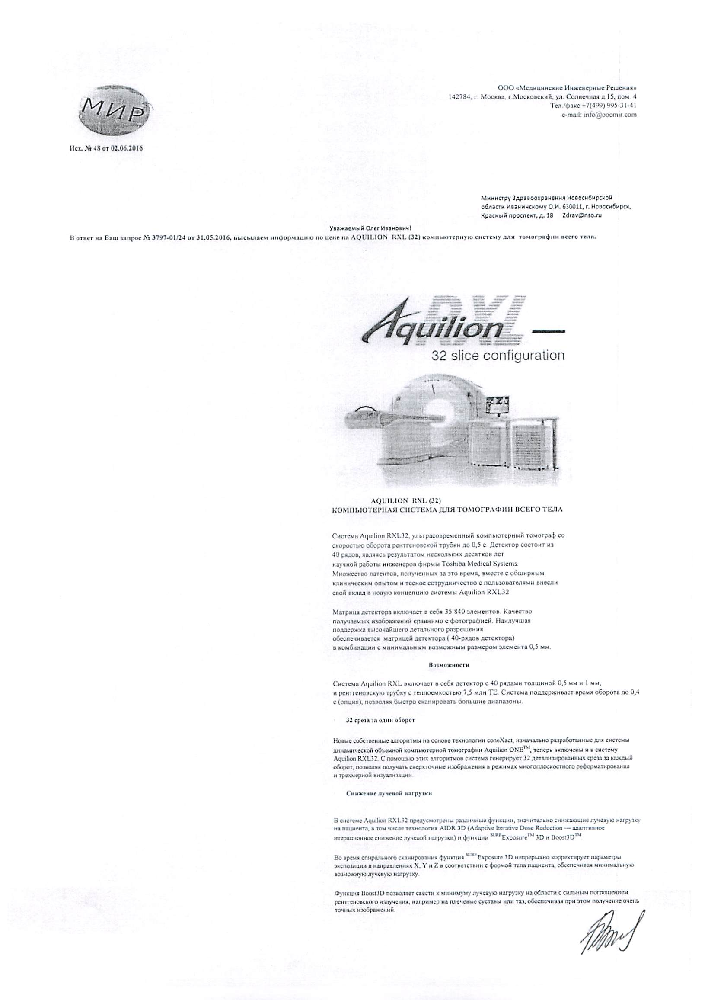 МИР
ООО «Медицинские Инженерные Решения»
142784, г. Москва, г.Московский, ул. Солнечная д.15, пом. 4
Тел./факс +7(499) 995-31-41
e-mail: info@ooomir.com
Исх. № 48 от 02.06.2016
Министру Здравоохранения Новосибирской
области Иванинскому О.И. 630011, г. Новосибирск,
Красный проспект, д. 18 Zdrav@nso.ru
Уважаемый Олег Иванович!
В ответ на Ваш запрос № 3797-01/24 от 31.05.2016, высылаем информацию по цене на AQUILION RXL (32) компьютерную систему для томографии всего тела.
Aquilion RXL
32 slice configuration
AQUILION RXL (32)
КОМПЬЮТЕРНАЯ СИСТЕМА ДЛЯ ТОМОГРАФИИ ВСЕГО ТЕЛА
Система Aquilion RXL32, ультрасовременный компьютерный томограф со
скоростью оборота рентгеновской трубки до 0,5 с. Детектор состоит из
40 рядов, являясь результатом нескольких десятков лет
научной работы инженеров фирмы Toshiba Medical Systems.
Множество патентов, полученных за это время, вместе с обширным
клиническим опытом и тесное сотрудничество с пользователями внесли
свой вклад в новую концепцию системы Aquilion RXL32
Матрица детектора включает в себя 35 840 элементов. Качество
получаемых изображений сравнимо с фотографией. Наилучшая
поддержка высочайшего детального разрешения
обеспечивается матрицей детектора ( 40-рядов детектора)
в комбинации с минимальным возможным размером элемента 0,5 мм.
Возможности
Система Aquilion RXL включает в себя детектор с 40 рядами толщиной 0,5 мм и 1 мм,
и рентгеновскую трубку с теплоемкостью 7,5 млн ТЕ. Система поддерживает время оборота до 0,4
с (опция), позволяя быстро сканировать большие диапазоны.
· 32 среза за один оборот
Новые собственные алгоритмы на основе технологии coneXact, изначально разработанные для системы
динамической объемной компьютерной томографии Aquilion ONE™, теперь включены и в систему
Aquilion RXL32. С помощью этих алгоритмов система генерирует 32 детализированных среза за каждый
оборот, позволяя получать сверхточные изображения в режимах многоплоскостного реформатирования
и трехмерной визуализации.
· Снижение лучевой нагрузки
В системе Aquilion RXL32 предусмотрены различные функции, значительно снижающие лучевую нагрузку
на пациента, в том числе технология AIDR 3D (Adaptive Iterative Dose Reduction — адаптивное
итерационное снижение лучевой нагрузки) и функции SUREExposure™ 3D и Boost3D™
Во время спирального сканирования функция SUREExposure 3D непрерывно корректирует параметры
экспозиции в направлениях X, Y и Z в соответствии с формой тела пациента, обеспечивая минимальную
возможную лучевую нагрузку.
Функция Boost3D позволяет свести к минимуму лучевую нагрузку на области с сильным поглощением
рентгеновского излучения, например на плечевые суставы или таз, обеспечивая при этом получение очень
точных изображений.